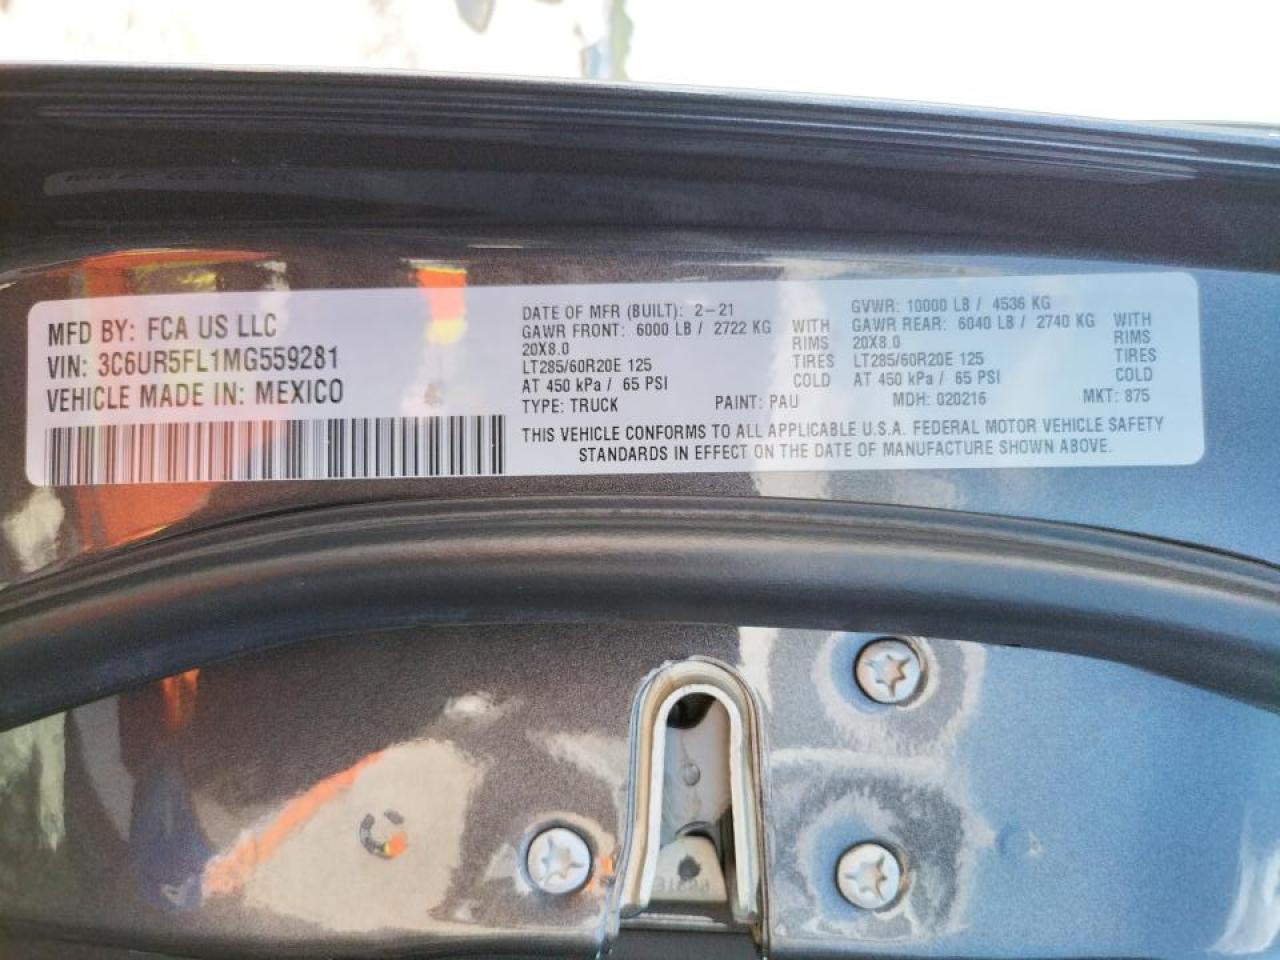 MFD BY: FCA US LLC
VIN: 3C6UR5FL1MG559281
VEHICLE MADE IN: MEXICO
DATE OF MFR (BUILT): 2-21
GAWR FRONT: 6000 LB / 2722 KG WITH
20X8.0 RIMS
LT285/60R20E 125 TIRES
AT 450 kPa / 65 PSI COLD
GVWR: 10000 LB / 4536 KG
GAWR REAR: 6040 LB / 2740 KG WITH
20X8.0 RIMS
LT285/60R20E 125 TIRES
AT 450 kPa / 65 PSI COLD
TYPE: TRUCK PAINT: PAU MDH: 020216 MKT: 875
THIS VEHICLE CONFORMS TO ALL APPLICABLE U.S.A. FEDERAL MOTOR VEHICLE SAFETY
STANDARDS IN EFFECT ON THE DATE OF MANUFACTURE SHOWN ABOVE.